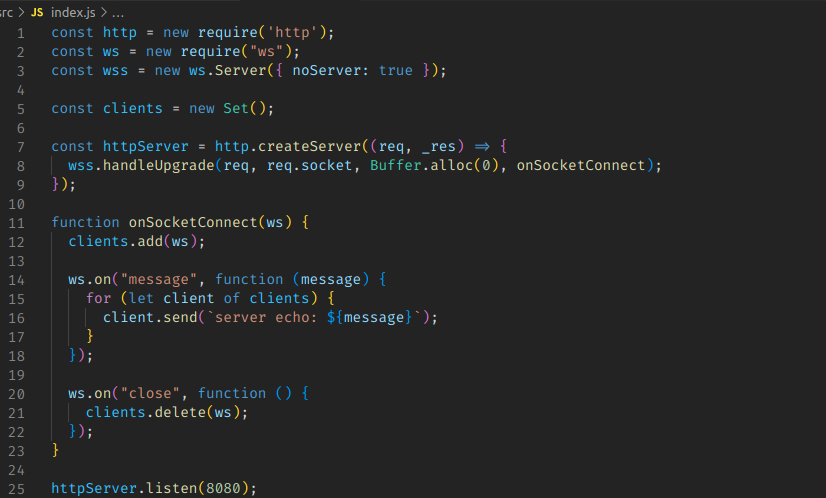 src > JS index.js > ...
1 const http = new require('http');
2 const ws = new require("ws");
3 const wss = new ws.Server({ noServer: true });
4
5 const clients = new Set();
6
7 const httpServer = http.createServer((req, _res) => {
8   wss.handleUpgrade(req, req.socket, Buffer.alloc(0), onSocketConnect);
9 });
10
11 function onSocketConnect(ws) {
12   clients.add(ws);
13
14   ws.on("message", function (message) {
15     for (let client of clients) {
16       client.send(`server echo: ${message}`);
17     }
18   });
19
20   ws.on("close", function () {
21     clients.delete(ws);
22   });
23 }
24
25 httpServer.listen(8080);